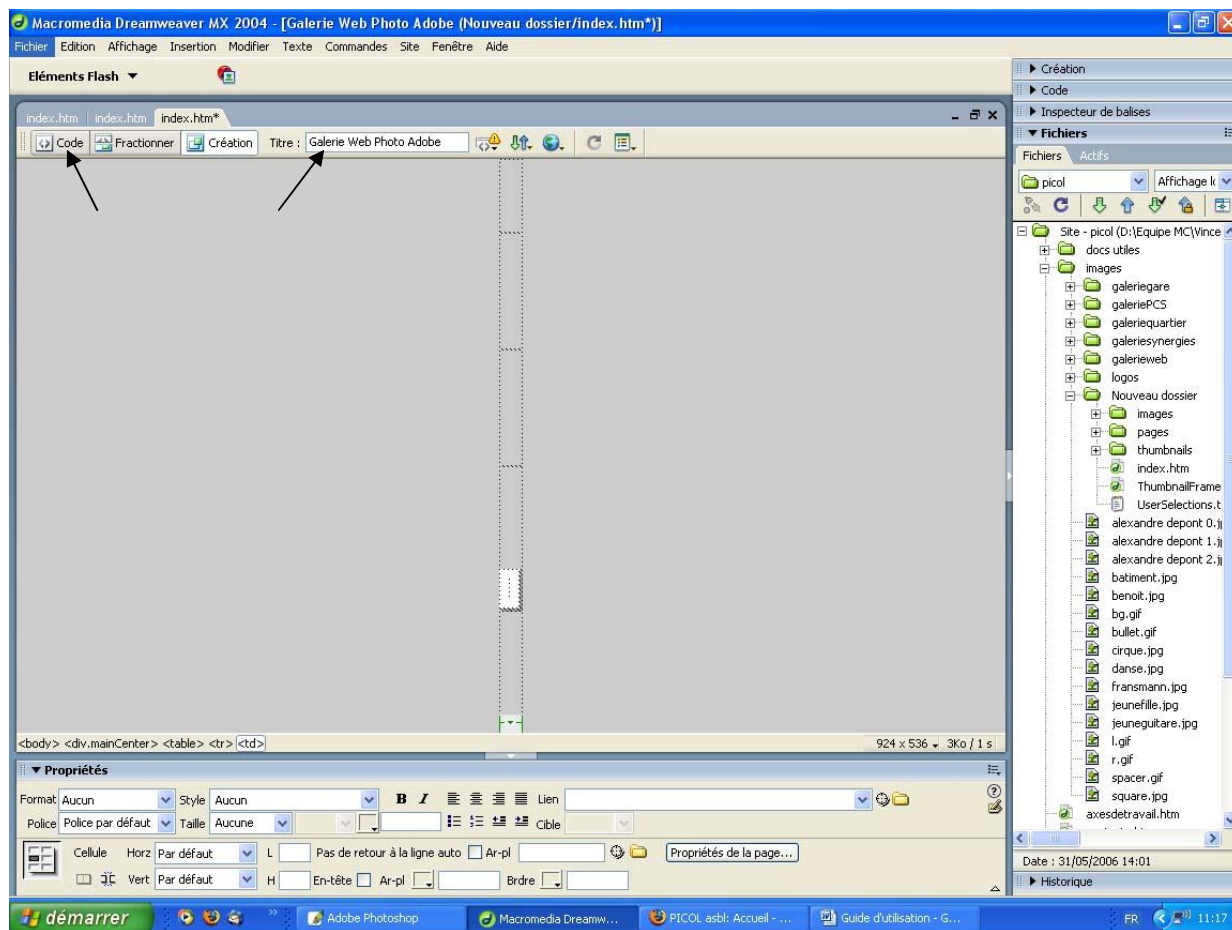 Macromedia Dreamweaver MX 2004 - [Galerie Web Photo Adobe (Nouveau dossier/index.htm*)]
Fichier Edition Affichage Insertion Modifier Texte Commandes Site Fenêtre Aide
Eléments Flash
index.htm index.htm index.htm*
Code Fractionner Création Titre : Galerie Web Photo Adobe
<body> <div.mainCenter> <table> <tr> <td>
924 x 536 3Ko / 1 s
Propriétés
Format Aucun Style Aucun B I Lien
Police Police par défaut Taille Aucune Cible
Cellule Horz Par défaut L Pas de retour à la ligne auto Ar-pl Propriétés de la page...
Vert Par défaut H En-tête Ar-pl Brdre
Création
Code
Inspecteur de balises
Fichiers
Fichiers Actifs
picol Affichage l
Site - picol (D:\Equipe MC\Vince
docs utiles
images
galeriegare
galeriePCS
galeriequartier
galeriesynergies
galerieweb
logos
Nouveau dossier
images
pages
thumbnails
index.htm
ThumbnailFrame
UserSelections.t
alexandre depont 0.j
alexandre depont 1.j
alexandre depont 2.j
batiment.jpg
benoit.jpg
bg.gif
bullet.gif
cirque.jpg
danse.jpg
fransmann.jpg
jeunefille.jpg
jeuneguitare.jpg
l.gif
r.gif
spacer.gif
square.jpg
axesdetravail.htm
Date : 31/05/2006 14:01
Historique
démarrer Adobe Photoshop Macromedia Dreamw... PICOL asbl: Accueil - ... Guide d'utilisation - G... FR 11:17